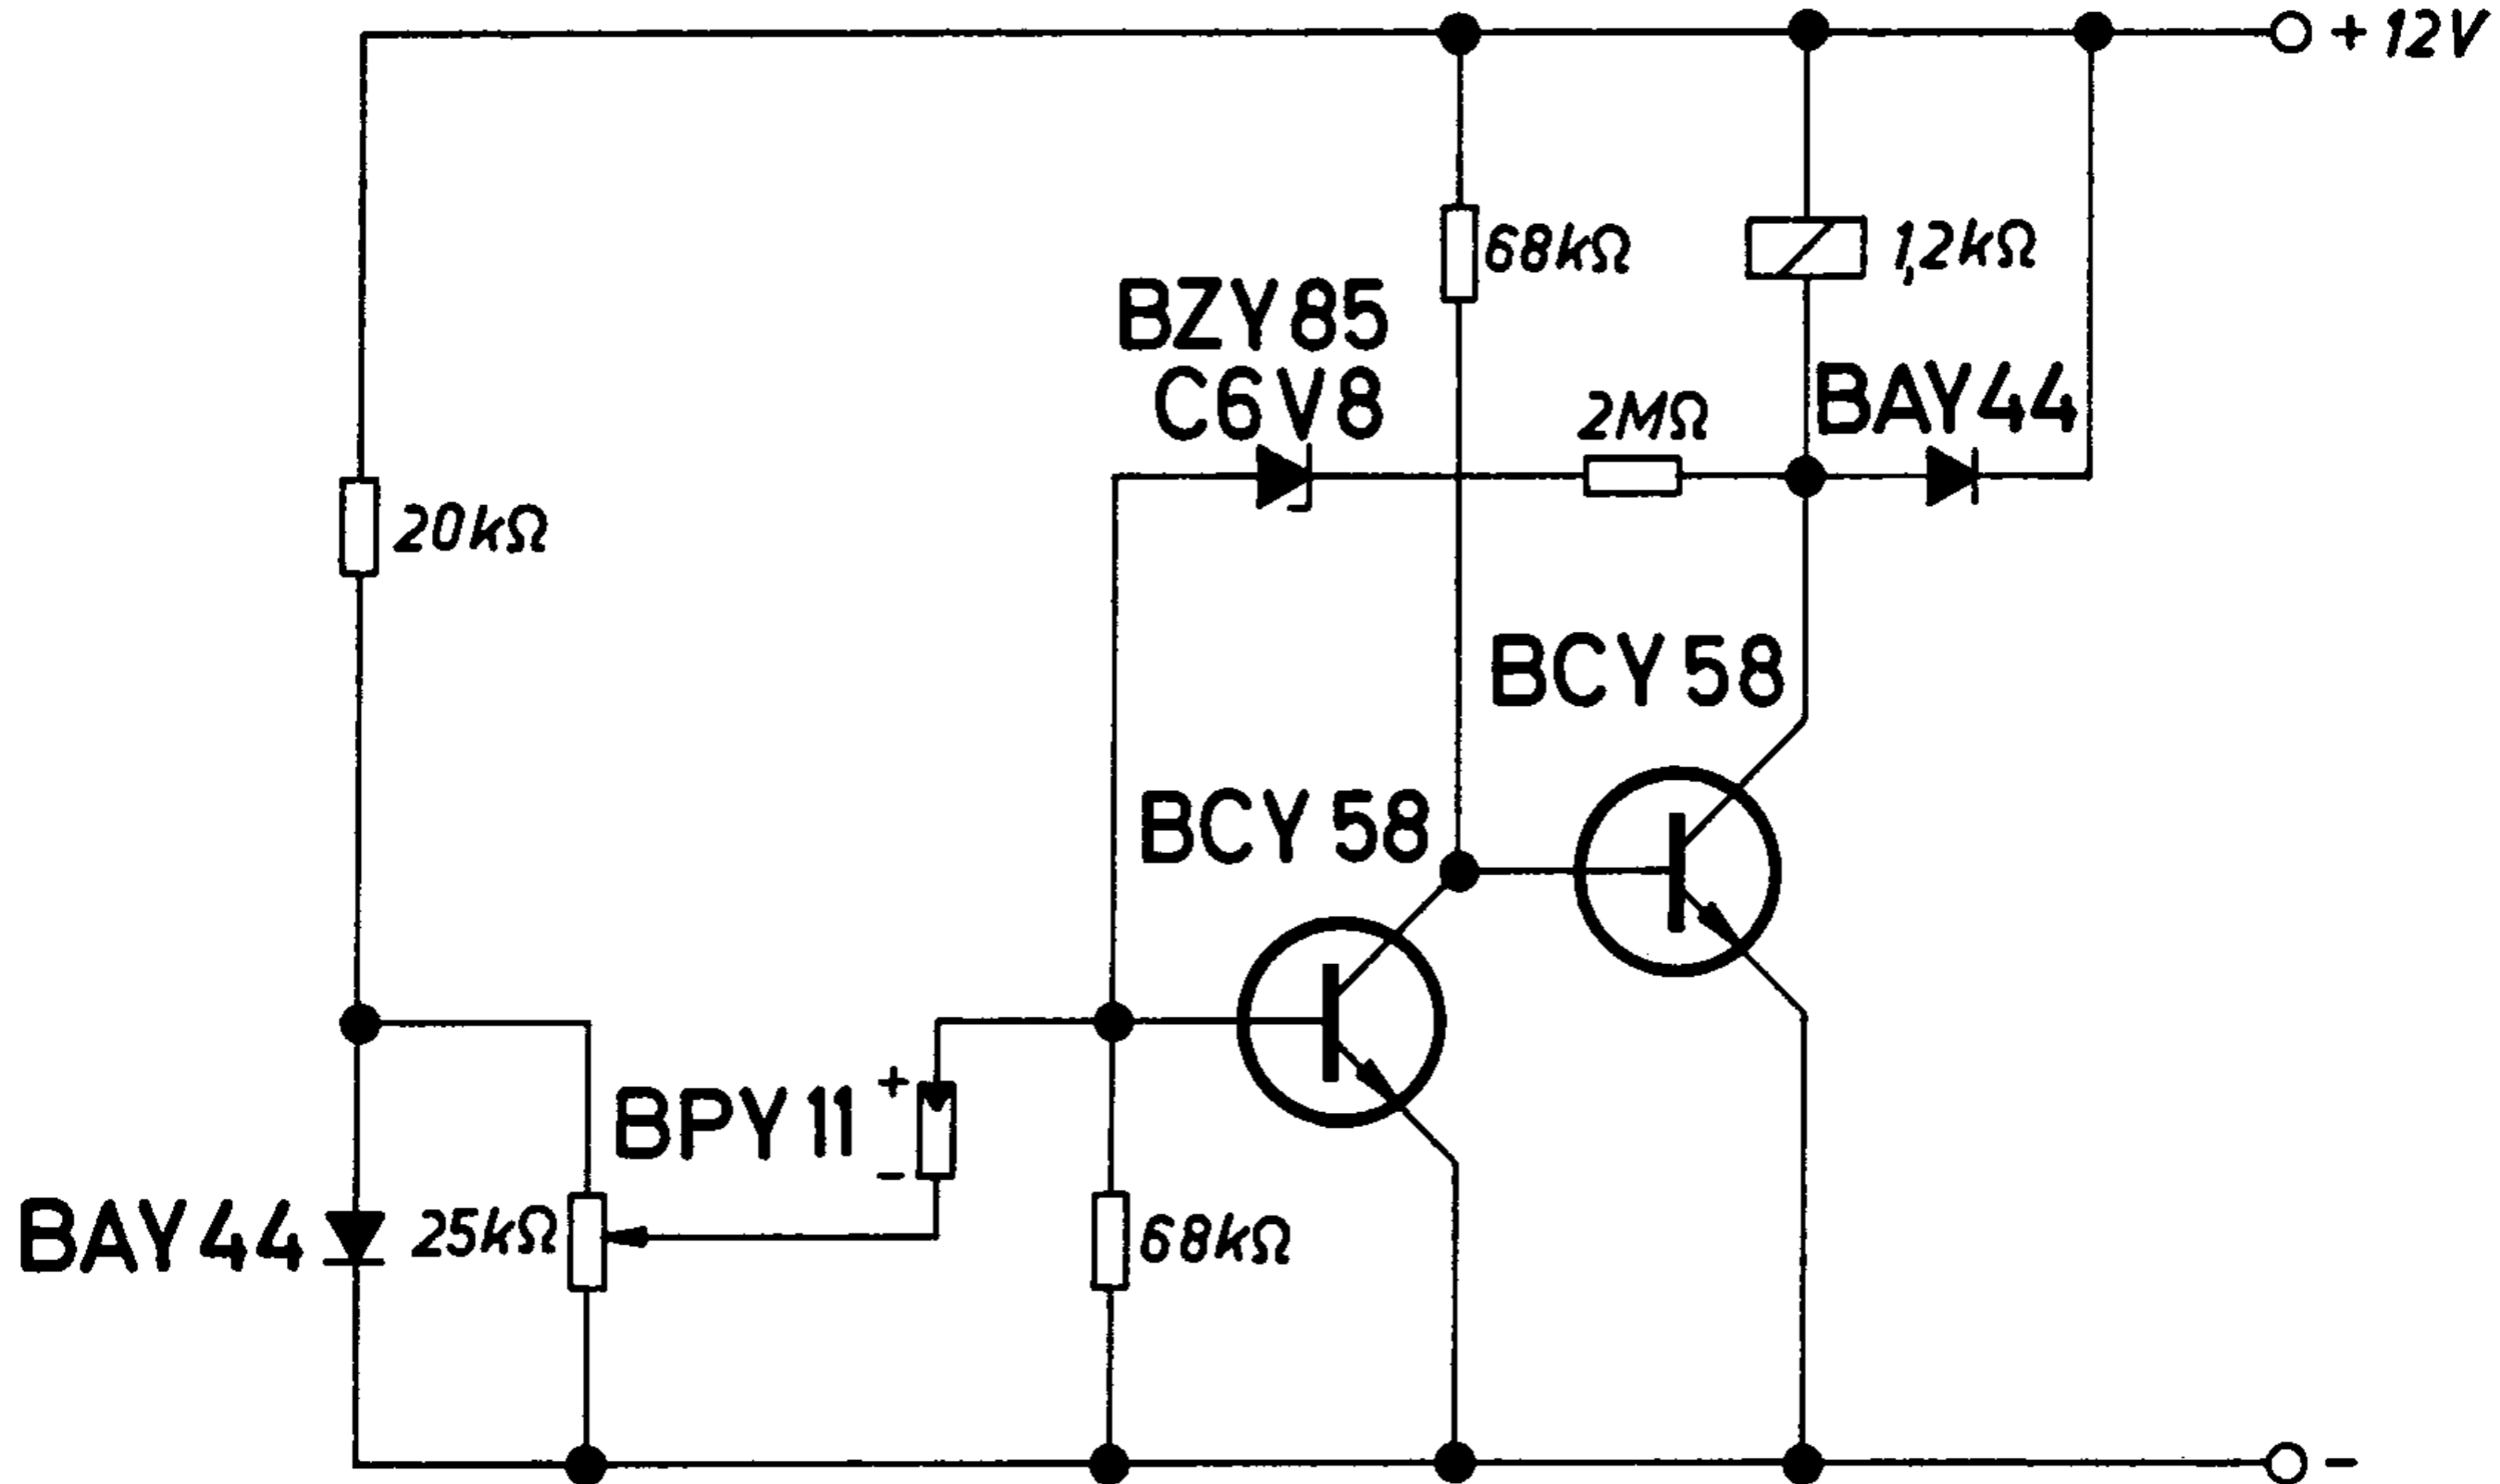 + 12V
68kΩ
1,2kΩ
BZY85
C6V8
2MΩ
BAY44
20kΩ
BCY58
BCY58
BPY11
+
-
BAY44
25kΩ
68kΩ
-